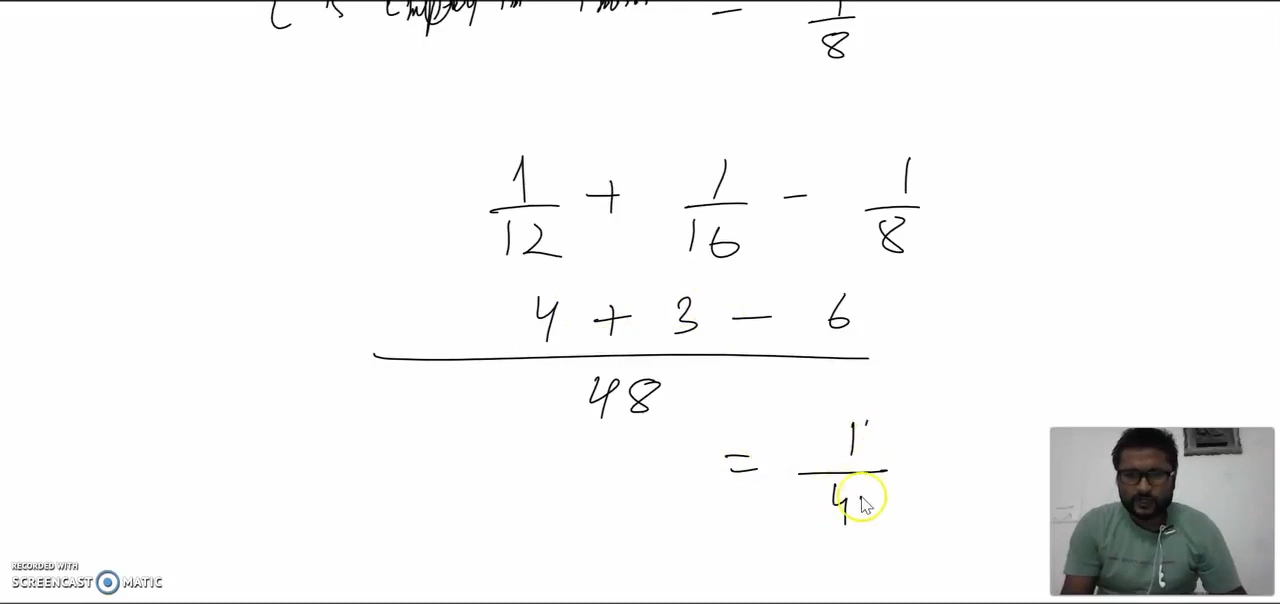 = 1/8
1/12 + 1/16 - 1/8
4 + 3 - 6
48
= 1/4
RECORDED WITH
SCREENCAST MATIC